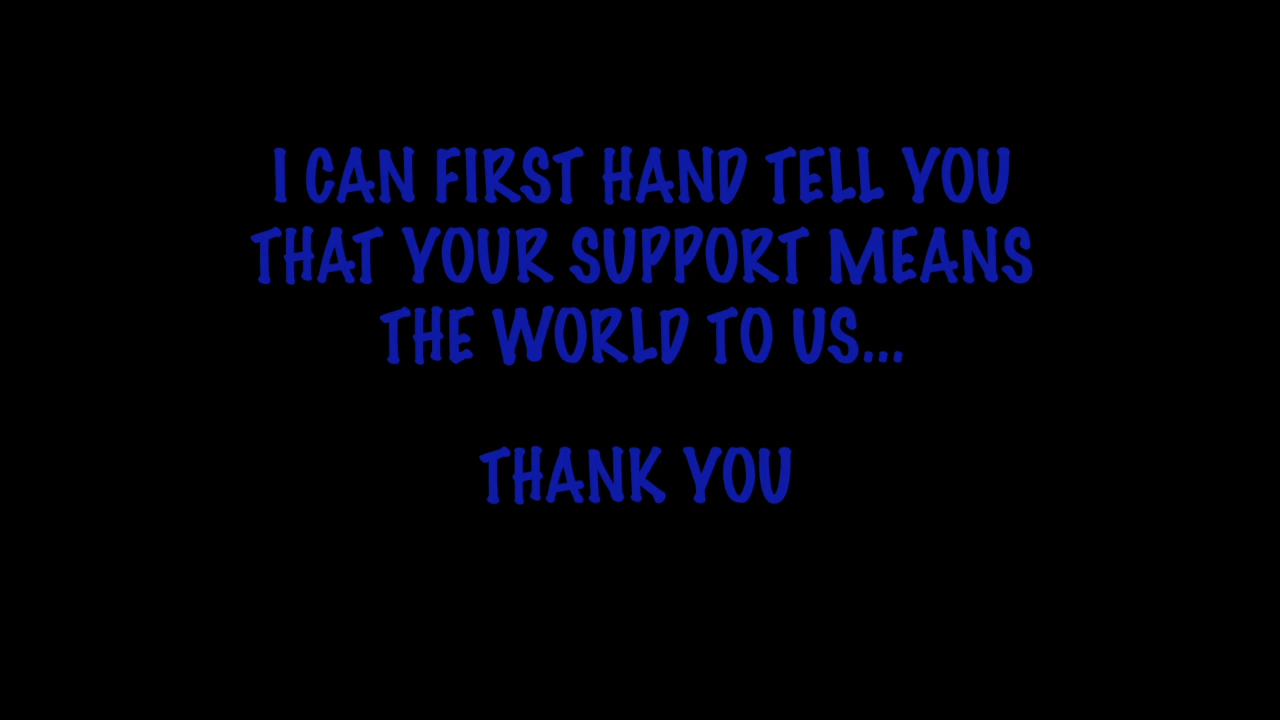 I CAN FIRST HAND TELL YOU
THAT YOUR SUPPORT MEANS
THE WORLD TO US...
THANK YOU